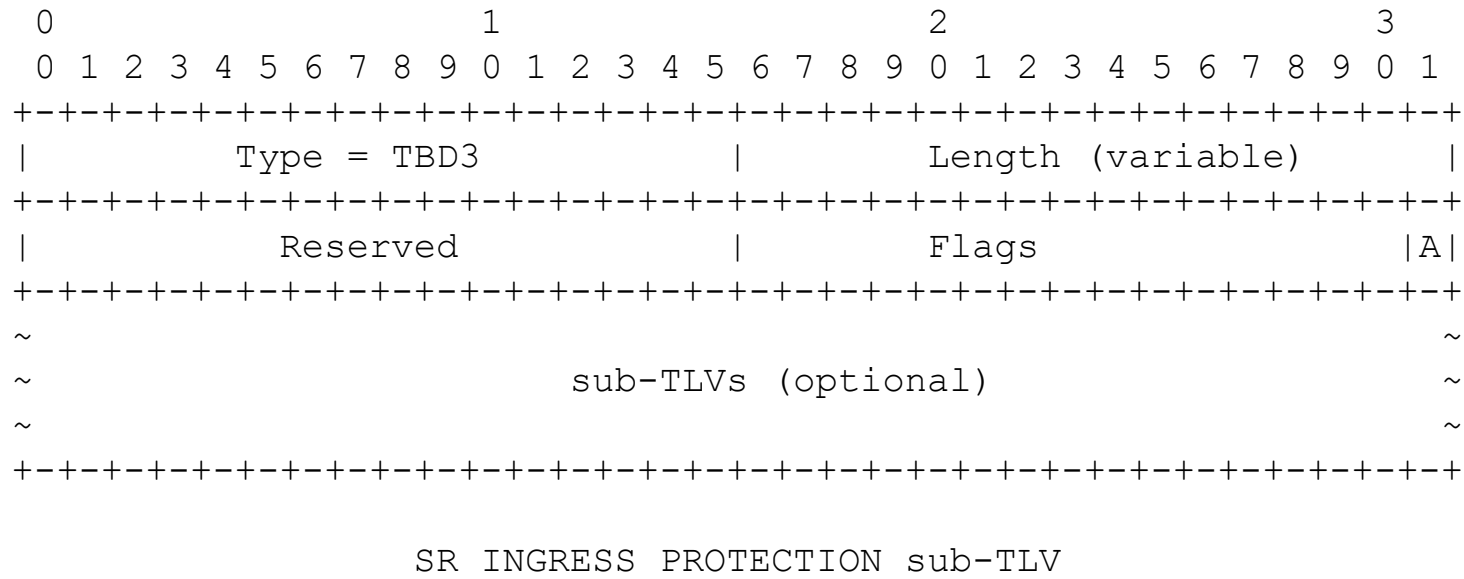 0                   1                   2                   3
 0 1 2 3 4 5 6 7 8 9 0 1 2 3 4 5 6 7 8 9 0 1 2 3 4 5 6 7 8 9 0 1
+-+-+-+-+-+-+-+-+-+-+-+-+-+-+-+-+-+-+-+-+-+-+-+-+-+-+-+-+-+-+-+-+
|         Type = TBD3           |        Length (variable)      |
+-+-+-+-+-+-+-+-+-+-+-+-+-+-+-+-+-+-+-+-+-+-+-+-+-+-+-+-+-+-+-+-+
|           Reserved            |        Flags                |A|
+-+-+-+-+-+-+-+-+-+-+-+-+-+-+-+-+-+-+-+-+-+-+-+-+-+-+-+-+-+-+-+-+
~                                                               ~
~                        sub-TLVs (optional)                    ~
~                                                               ~
+-+-+-+-+-+-+-+-+-+-+-+-+-+-+-+-+-+-+-+-+-+-+-+-+-+-+-+-+-+-+-+-+
                  SR INGRESS PROTECTION sub-TLV